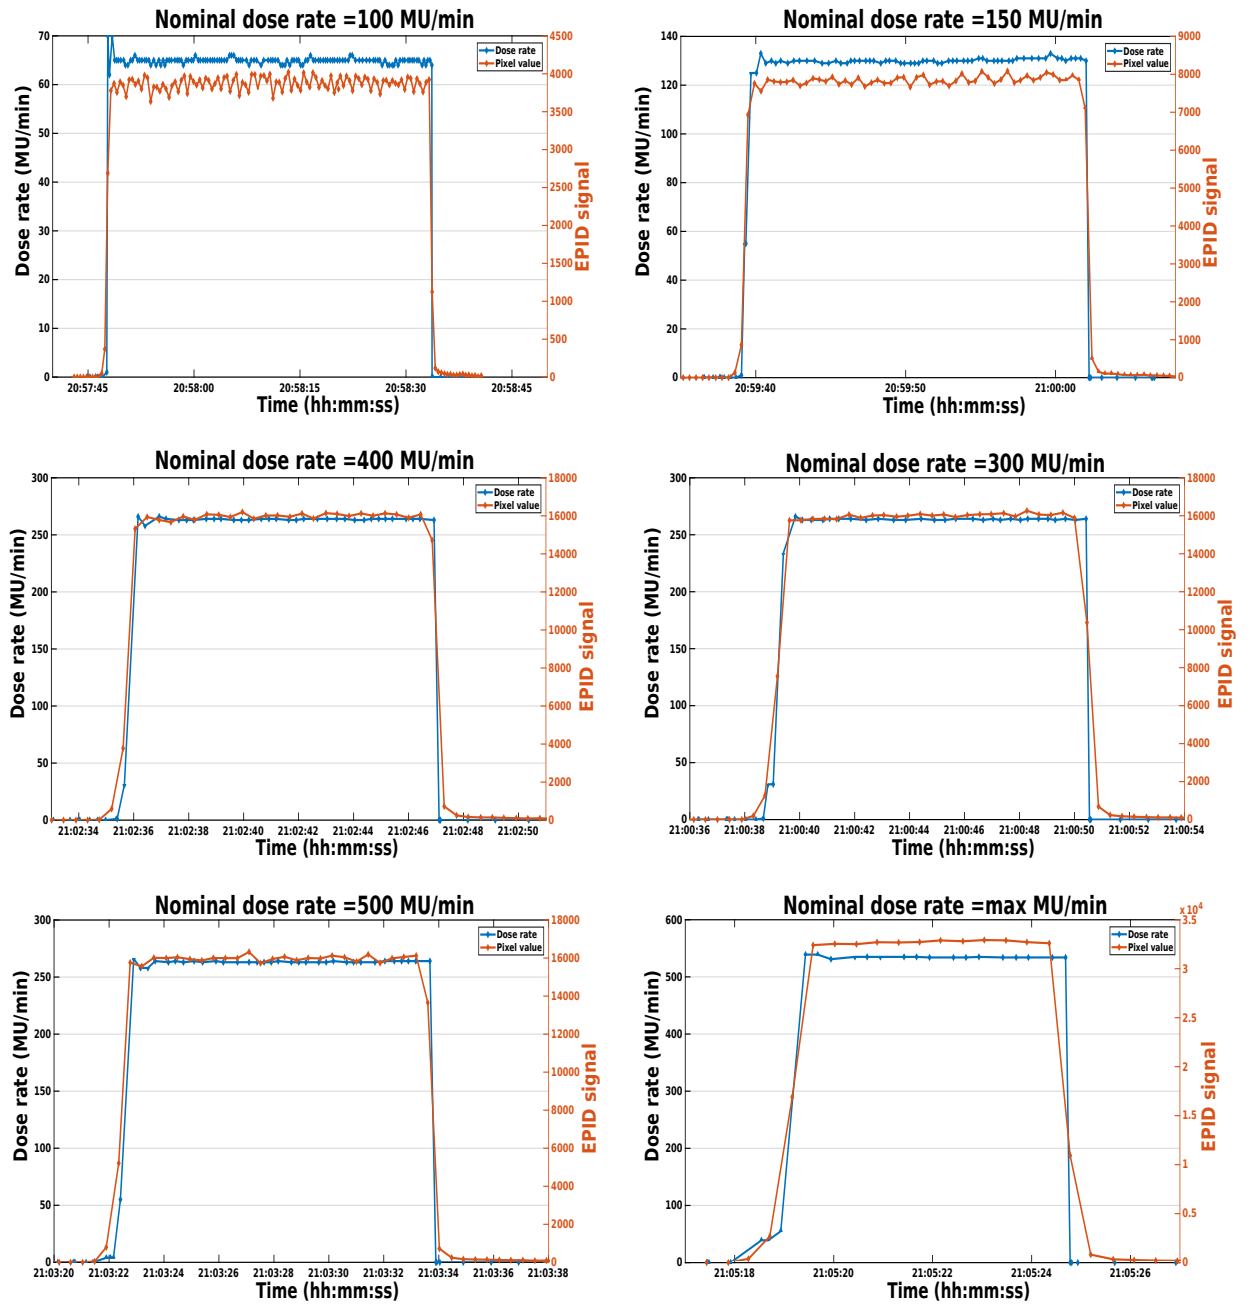 Nominal dose rate =100 MU/min
70
60
50
40
30
20
10
0
Dose rate (MU/min)
4500
4000
3500
3000
2500
2000
1500
1000
500
0
EPID signal
Dose rate
Pixel value
20:57:45 20:58:00 20:58:15 20:58:30 20:58:45
Time (hh:mm:ss)
Nominal dose rate =150 MU/min
140
120
100
80
60
40
20
0
Dose rate (MU/min)
9000
8000
7000
6000
5000
4000
3000
2000
1000
0
EPID signal
Dose rate
Pixel value
20:59:40 20:59:50 21:00:00
Time (hh:mm:ss)
Nominal dose rate =400 MU/min
300
250
200
150
100
50
0
Dose rate (MU/min)
18000
16000
14000
12000
10000
8000
6000
4000
2000
0
EPID signal
Dose rate
Pixel value
21:02:34 21:02:36 21:02:38 21:02:40 21:02:42 21:02:44 21:02:46 21:02:48 21:02:50
Time (hh:mm:ss)
Nominal dose rate =300 MU/min
300
250
200
150
100
50
0
Dose rate (MU/min)
18000
16000
14000
12000
10000
8000
6000
4000
2000
0
EPID signal
Dose rate
Pixel value
21:00:36 21:00:38 21:00:40 21:00:42 21:00:44 21:00:46 21:00:48 21:00:50 21:00:52 21:00:54
Time (hh:mm:ss)
Nominal dose rate =500 MU/min
300
250
200
150
100
50
0
Dose rate (MU/min)
18000
16000
14000
12000
10000
8000
6000
4000
2000
0
EPID signal
Dose rate
Pixel value
21:03:20 21:03:22 21:03:24 21:03:26 21:03:28 21:03:30 21:03:32 21:03:34 21:03:36 21:03:38
Time (hh:mm:ss)
Nominal dose rate =max MU/min
600
500
400
300
200
100
0
Dose rate (MU/min)
x10⁴
3.5
3
2.5
2
1.5
1
0.5
0
EPID signal
Dose rate
Pixel value
21:05:18 21:05:20 21:05:22 21:05:24 21:05:26
Time (hh:mm:ss)